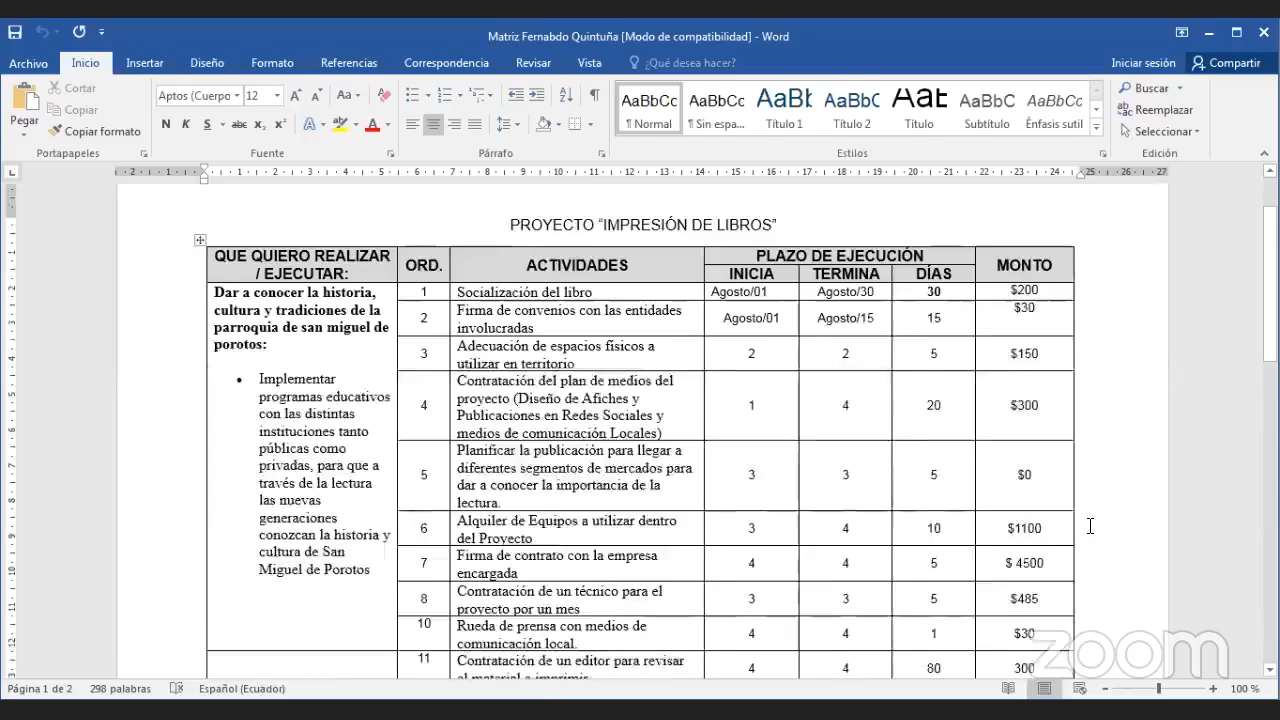 Matriz Fernabdo Quintuña [Modo de compatibilidad] - Word
Archivo Inicio Insertar Diseño Formato Referencias Correspondencia Revisar Vista ¿Qué desea hacer? Iniciar sesión Compartir
Pegar
Cortar
Copiar
Copiar formato
Portapapeles
Aptos (Cuerpo 12
Fuente
Párrafo
AaBbCc AaBbCc AaBb AaBbC AaB AaBbCc AaBbCc
¶ Normal ¶ Sin espa... Título 1 Título 2 Título Subtítulo Énfasis sutil
Estilos
Buscar
Reemplazar
Seleccionar
Edición
PROYECTO “IMPRESIÓN DE LIBROS”
QUE QUIERO REALIZAR
/ EJECUTAR:
ORD.
ACTIVIDADES
PLAZO DE EJECUCIÓN
INICIA TERMINA DÍAS
MONTO
Dar a conocer la historia,
cultura y tradiciones de la
parroquia de san miguel de
porotos:
• Implementar
programas educativos
con las distintas
instituciones tanto
públicas como
privadas, para que a
través de la lectura
las nuevas
generaciones
conozcan la historia y
cultura de San
Miguel de Porotos
1 Socialización del libro Agosto/01 Agosto/30 30 $200
2 Firma de convenios con las entidades
involucradas Agosto/01 Agosto/15 15 $30
3 Adecuación de espacios físicos a
utilizar en territorio 2 2 5 $150
4 Contratación del plan de medios del
proyecto (Diseño de Afiches y
Publicaciones en Redes Sociales y
medios de comunicación Locales) 1 4 20 $300
5 Planificar la publicación para llegar a
diferentes segmentos de mercados para
dar a conocer la importancia de la
lectura. 3 3 5 $0
6 Alquiler de Equipos a utilizar dentro
del Proyecto 3 4 10 $1100
7 Firma de contrato con la empresa
encargada 4 4 5 $ 4500
8 Contratación de un técnico para el
proyecto por un mes 3 3 5 $485
10 Rueda de prensa con medios de
comunicación local. 4 4 1 $30
11 Contratación de un editor para revisar
el material a imprimir 4 4 80 300
zoom
Página 1 de 2 298 palabras Español (Ecuador) 100 %